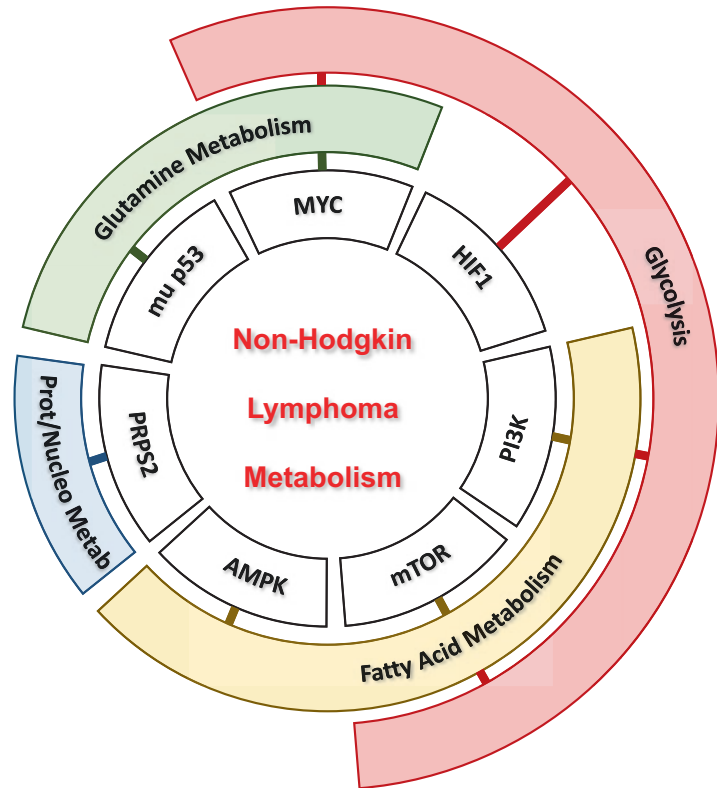 Glycolysis
Glutamine Metabolism
MYC
mu p53
HIF1
Non-Hodgkin
Lymphoma
Metabolism
PRPS2
PI3K
Prot/Nucleo Metab
AMPK
mTOR
Fatty Acid Metabolism